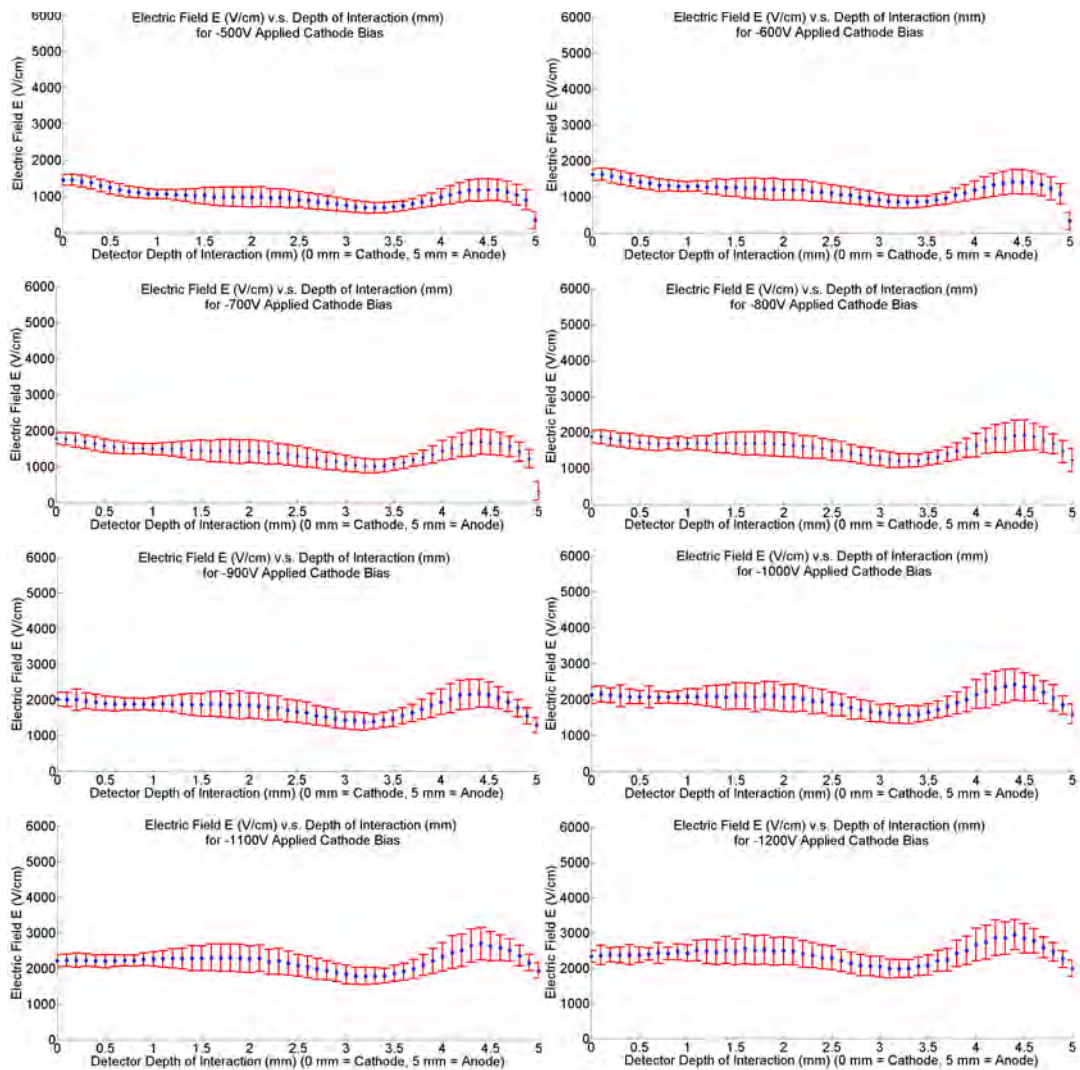 Electric Field E (V/cm) v.s. Depth of Interaction (mm)
for -500V Applied Cathode Bias
Electric Field E (V/cm)
6000
5000
4000
3000
2000
1000
0
0 0.5 1 1.5 2 2.5 3 3.5 4 4.5 5
Detector Depth of Interaction (mm) (0 mm = Cathode, 5 mm = Anode)
Electric Field E (V/cm) v.s. Depth of Interaction (mm)
for -600V Applied Cathode Bias
Electric Field E (V/cm)
6000
5000
4000
3000
2000
1000
0
0 0.5 1 1.5 2 2.5 3 3.5 4 4.5 5
Detector Depth of Interaction (mm) (0 mm = Cathode, 5 mm = Anode)
Electric Field E (V/cm) v.s. Depth of Interaction (mm)
for -700V Applied Cathode Bias
Electric Field E (V/cm)
6000
5000
4000
3000
2000
1000
0
0 0.5 1 1.5 2 2.5 3 3.5 4 4.5 5
Detector Depth of Interaction (mm) (0 mm = Cathode, 5 mm = Anode)
Electric Field E (V/cm) v.s. Depth of Interaction (mm)
for -800V Applied Cathode Bias
Electric Field E (V/cm)
6000
5000
4000
3000
2000
1000
0
0 0.5 1 1.5 2 2.5 3 3.5 4 4.5 5
Detector Depth of Interaction (mm) (0 mm = Cathode, 5 mm = Anode)
Electric Field E (V/cm) v.s. Depth of Interaction (mm)
for -900V Applied Cathode Bias
Electric Field E (V/cm)
6000
5000
4000
3000
2000
1000
0
0 0.5 1 1.5 2 2.5 3 3.5 4 4.5 5
Detector Depth of Interaction (mm) (0 mm = Cathode, 5 mm = Anode)
Electric Field E (V/cm) v.s. Depth of Interaction (mm)
for -1000V Applied Cathode Bias
Electric Field E (V/cm)
6000
5000
4000
3000
2000
1000
0
0 0.5 1 1.5 2 2.5 3 3.5 4 4.5 5
Detector Depth of Interaction (mm) (0 mm = Cathode, 5 mm = Anode)
Electric Field E (V/cm) v.s. Depth of Interaction (mm)
for -1100V Applied Cathode Bias
Electric Field E (V/cm)
6000
5000
4000
3000
2000
1000
0
0 0.5 1 1.5 2 2.5 3 3.5 4 4.5 5
Detector Depth of Interaction (mm) (0 mm = Cathode, 5 mm = Anode)
Electric Field E (V/cm) v.s. Depth of Interaction (mm)
for -1200V Applied Cathode Bias
Electric Field E (V/cm)
6000
5000
4000
3000
2000
1000
0
0 0.5 1 1.5 2 2.5 3 3.5 4 4.5 5
Detector Depth of Interaction (mm) (0 mm = Cathode, 5 mm = Anode)